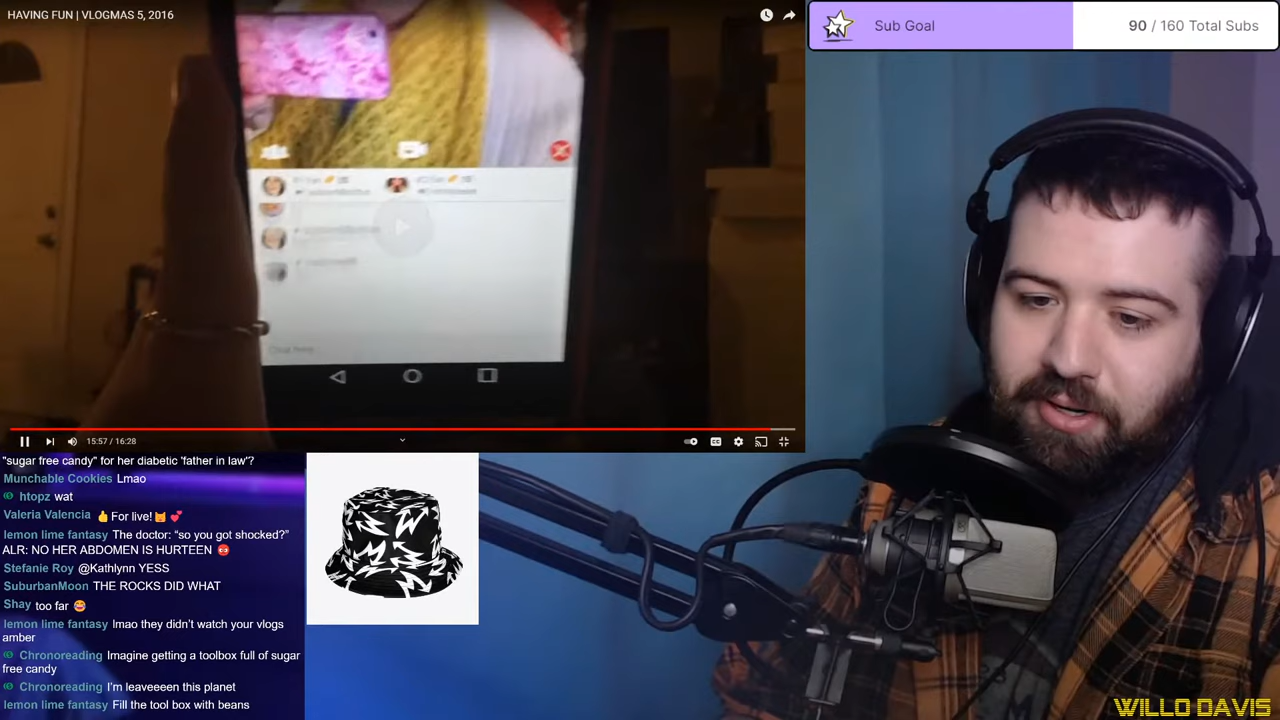 HAVING FUN | VLOGMAS 5, 2016
Sub Goal
90 / 160 Total Subs
15:57 / 16:28
"sugar free candy" for her diabetic 'father in law'?
Munchable Cookies Lmao
htopz wat
Valeria Valencia 👍For live!😸💕
lemon lime fantasy The doctor: “so you got shocked?”
ALR: NO HER ABDOMEN IS HURTEEN 😡
Stefanie Roy @Kathlynn YESS
SuburbanMoon THE ROCKS DID WHAT
Shay too far 😂
lemon lime fantasy lmao they didn’t watch your vlogs
amber
Chronoreading Imagine getting a toolbox full of sugar
free candy
Chronoreading I’m leaveeeen this planet
lemon lime fantasy Fill the tool box with beans
WILLO DAVIS